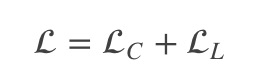 ℒ = ℒ_C + ℒ_L